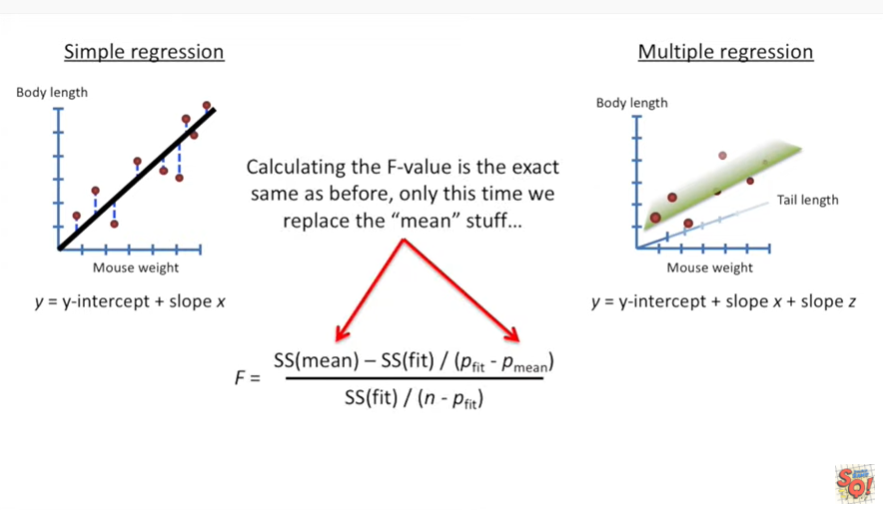 Simple regression
Multiple regression
Body length
Body length
Calculating the F-value is the exact
same as before, only this time we
replace the “mean” stuff...
Tail length
Mouse weight
Mouse weight
y = y-intercept + slope x
y = y-intercept + slope x + slope z
F = SS(mean) – SS(fit) / (pfit - pmean)
SS(fit) / (n - pfit)
SQ!